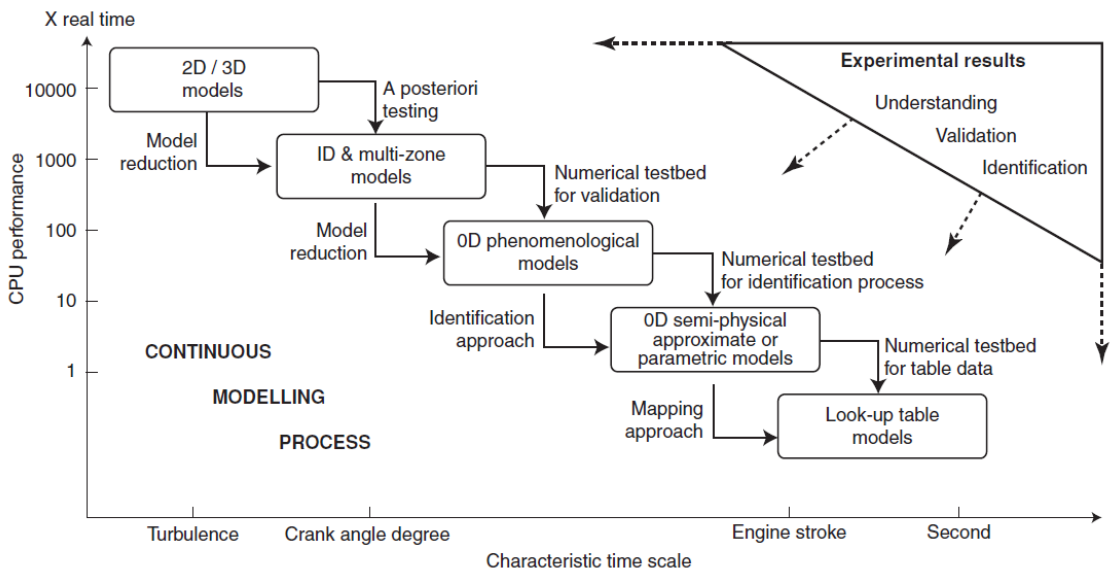 X real time
2D / 3D
models
Experimental results
10000
A posteriori
testing
Understanding
Model
reduction
Validation
1000
ID & multi-zone
models
Numerical testbed
for validation
Identification
CPU performance
100
Model
reduction
0D phenomenological
models
Numerical testbed
for identification process
10
Identification
approach
0D semi-physical
approximate or
parametric models
CONTINUOUS
Numerical testbed
for table data
1
MODELLING
Mapping
approach
Look-up table
models
PROCESS
Turbulence
Crank angle degree
Engine stroke
Second
Characteristic time scale